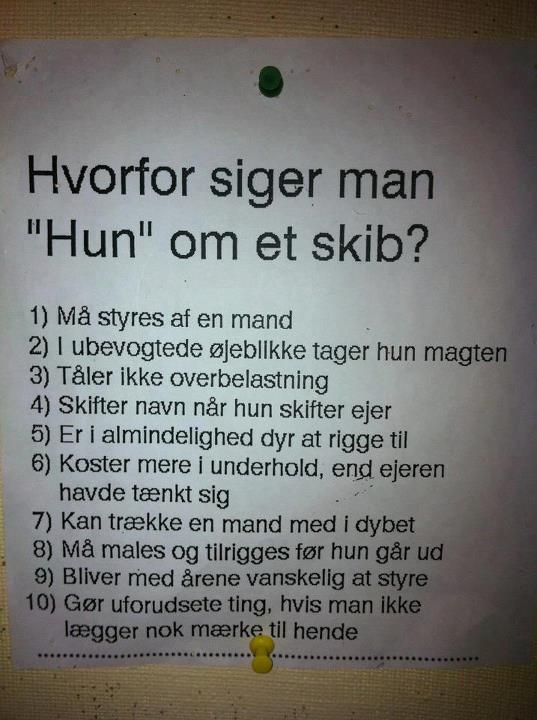 Hvorfor siger man
"Hun" om et skib?
1) Må styres af en mand
2) I ubevogtede øjeblikke tager hun magten
3) Tåler ikke overbelastning
4) Skifter navn når hun skifter ejer
5) Er i almindelighed dyr at rigge til
6) Koster mere i underhold, end ejeren
havde tænkt sig
7) Kan trække en mand med i dybet
8) Må males og tilrigges før hun går ud
9) Bliver med årene vanskelig at styre
10) Gør uforudsete ting, hvis man ikke
lægger nok mærke til hende